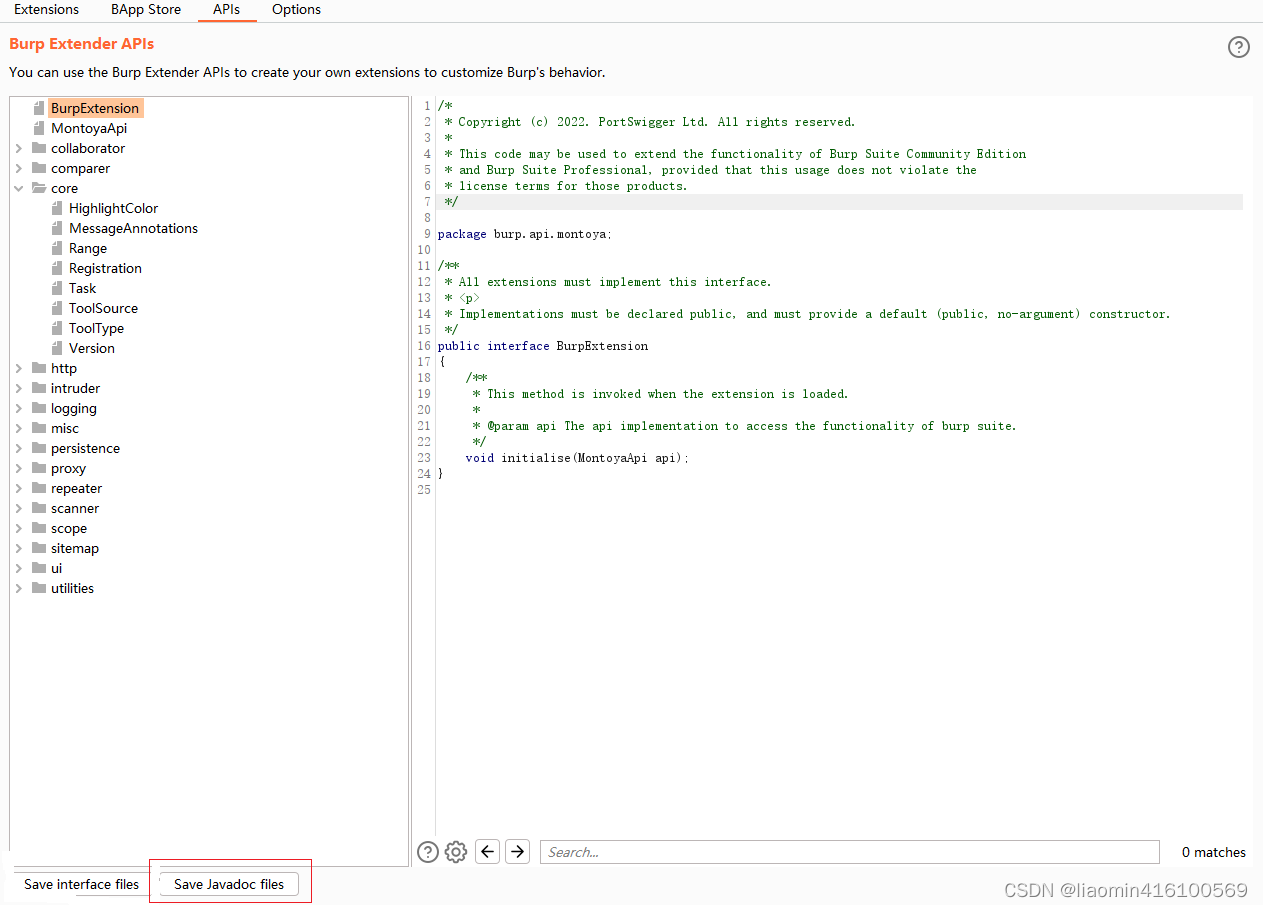 Extensions BApp Store APIs Options
Burp Extender APIs
You can use the Burp Extender APIs to create your own extensions to customize Burp's behavior.
BurpExtension
MontoyaApi
collaborator
comparer
core
HighlightColor
MessageAnnotations
Range
Registration
Task
ToolSource
ToolType
Version
http
intruder
logging
misc
persistence
proxy
repeater
scanner
scope
sitemap
ui
utilities
1 /*
2 * Copyright (c) 2022. PortSwigger Ltd. All rights reserved.
3 *
4 * This code may be used to extend the functionality of Burp Suite Community Edition
5 * and Burp Suite Professional, provided that this usage does not violate the
6 * license terms for those products.
7 */
8
9 package burp.api.montoya;
10
11 /**
12 * All extensions must implement this interface.
13 * <p>
14 * Implementations must be declared public, and must provide a default (public, no-argument) constructor.
15 */
16 public interface BurpExtension
17 {
18 /**
19 * This method is invoked when the extension is loaded.
20 *
21 * @param api The api implementation to access the functionality of burp suite.
22 */
23 void initialise(MontoyaApi api);
24 }
25
? Search... 0 matches
Save interface files Save Javadoc files
CSDN @liaomin416100569